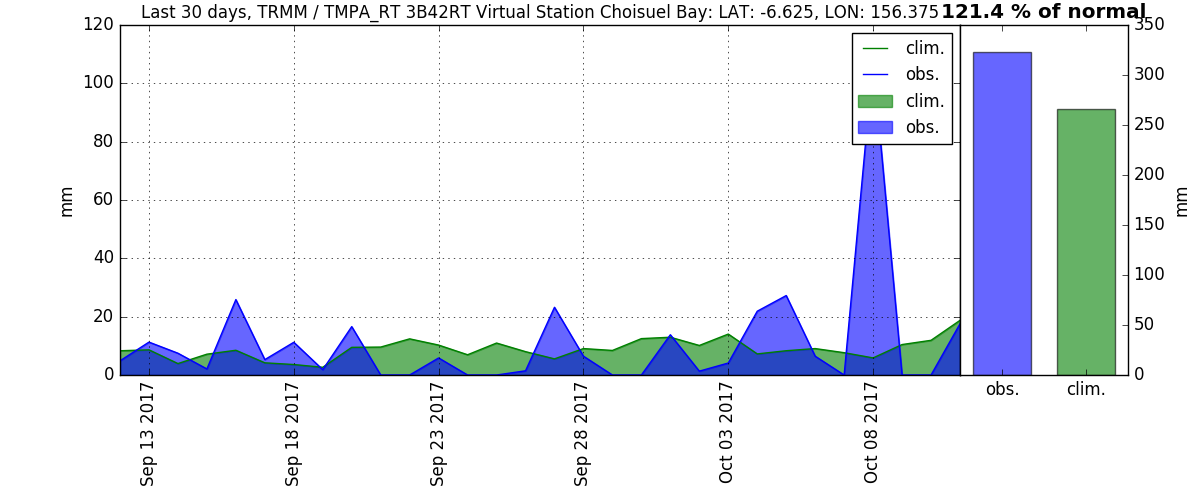 Last 30 days, TRMM / TMPA_RT 3B42RT Virtual Station Choisuel Bay: LAT: -6.625, LON: 156.375
121.4 % of normal
120
100
80
60
40
20
0
mm
clim.
obs.
clim.
obs.
350
300
250
200
150
100
50
0
mm
Sep 13 2017
Sep 18 2017
Sep 23 2017
Sep 28 2017
Oct 03 2017
Oct 08 2017
obs.
clim.